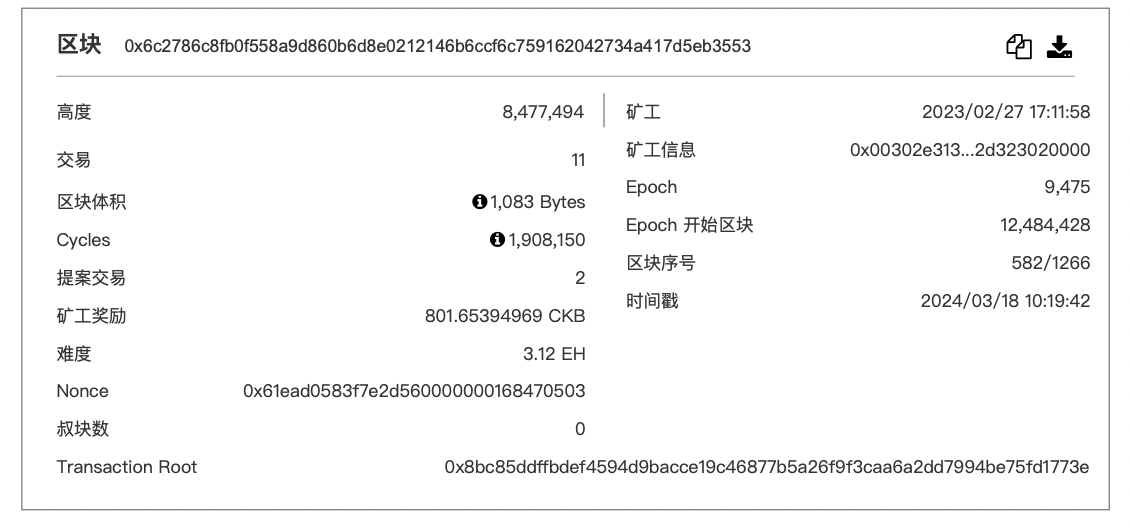 区块 0x6c2786c8fb0f558a9d860b6d8e0212146b6ccf6c759162042734a417d5eb3553
高度 8,477,494
交易 11
区块体积 1,083 Bytes
Cycles 1,908,150
提案交易 2
矿工奖励 801.65394969 CKB
难度 3.12 EH
Nonce 0x61ead0583f7e2d560000000168470503
叔块数 0
矿工 2023/02/27 17:11:58
矿工信息 0x00302e313...2d323020000
Epoch 9,475
Epoch 开始区块 12,484,428
区块序号 582/1266
时间戳 2024/03/18 10:19:42
Transaction Root 0x8bc85ddffbdef4594d9bacce19c46877b5a26f9f3caa6a2dd7994be75fd1773e